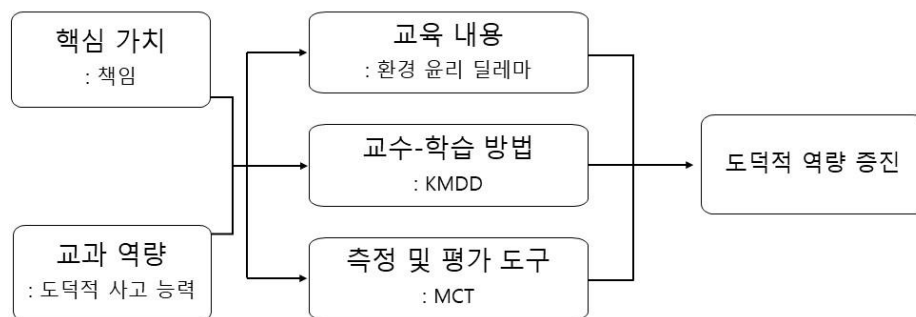 핵심 가치
: 책임
교과 역량
: 도덕적 사고 능력
교육 내용
: 환경 윤리 딜레마
교수-학습 방법
: KMDD
측정 및 평가 도구
: MCT
도덕적 역량 증진